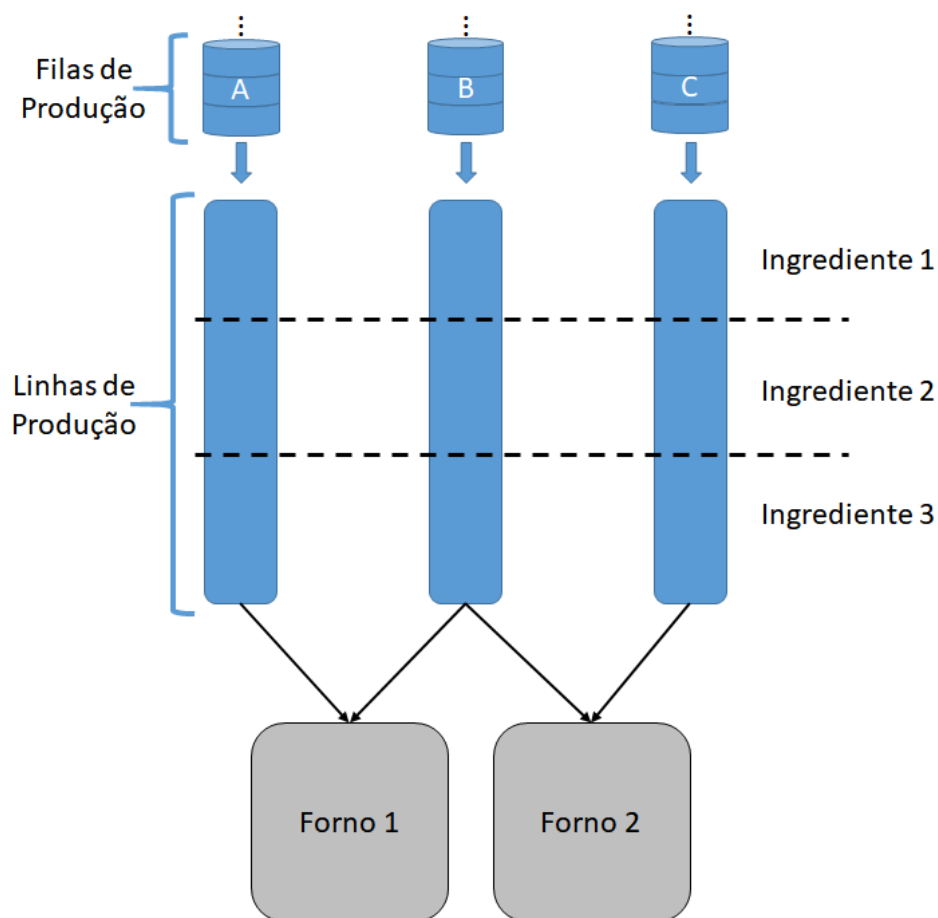 Filas de
Produção
A
B
C
Ingrediente 1
Linhas de
Produção
Ingrediente 2
Ingrediente 3
Forno 1
Forno 2